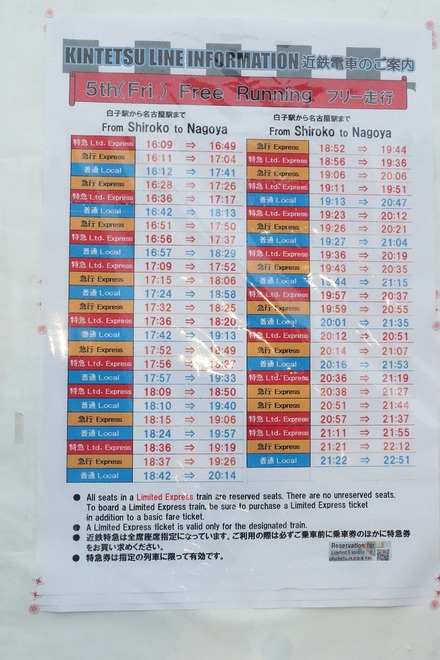 KINTETSU LINE INFORMATION 近鉄電車のご案内
5th(Fri.) Free Running フリー走行
白子駅から名古屋駅まで
From Shiroko to Nagoya
特急 Ltd. Express 16:09 ⇒ 16:49
急行 Express 16:11 ⇒ 17:04
普通 Local 16:12 ⇒ 17:41
急行 Express 16:28 ⇒ 17:26
特急 Ltd. Express 16:36 ⇒ 17:17
普通 Local 16:42 ⇒ 18:13
急行 Express 16:51 ⇒ 17:50
特急 Ltd. Express 16:56 ⇒ 17:37
普通 Local 16:57 ⇒ 18:29
特急 Ltd. Express 17:09 ⇒ 17:52
急行 Express 17:15 ⇒ 18:06
普通 Local 17:24 ⇒ 18:58
急行 Express 17:32 ⇒ 18:25
特急 Ltd. Express 17:36 ⇒ 18:20
普通 Local 17:42 ⇒ 19:13
急行 Express 17:52 ⇒ 18:49
特急 Ltd. Express 17:56 ⇒ 18:37
普通 Local 17:57 ⇒ 19:33
特急 Ltd. Express 18:09 ⇒ 18:50
普通 Local 18:10 ⇒ 19:40
急行 Express 18:15 ⇒ 19:06
普通 Local 18:24 ⇒ 19:57
特急 Ltd. Express 18:36 ⇒ 19:19
急行 Express 18:37 ⇒ 19:26
普通 Local 18:42 ⇒ 20:14
白子駅から名古屋駅まで
From Shiroko to Nagoya
急行 Express 18:52 ⇒ 19:44
特急 Ltd. Express 18:56 ⇒ 19:36
急行 Express 19:06 ⇒ 20:06
特急 Ltd. Express 19:11 ⇒ 19:51
普通 Local 19:13 ⇒ 20:47
特急 Ltd. Express 19:23 ⇒ 20:12
急行 Express 19:26 ⇒ 20:21
普通 Local 19:27 ⇒ 21:04
特急 Ltd. Express 19:36 ⇒ 20:19
急行 Express 19:43 ⇒ 20:35
普通 Local 19:44 ⇒ 21:15
特急 Ltd. Express 19:57 ⇒ 20:37
急行 Express 19:59 ⇒ 20:55
普通 Local 20:01 ⇒ 21:35
特急 Ltd. Express 20:12 ⇒ 20:51
急行 Express 20:14 ⇒ 21:07
普通 Local 20:16 ⇒ 21:53
特急 Ltd. Express 20:36 ⇒ 21:19
急行 Express 20:38 ⇒ 21:27
急行 Express 20:51 ⇒ 21:44
特急 Ltd. Express 20:57 ⇒ 21:37
特急 Ltd. Express 21:11 ⇒ 21:55
急行 Express 21:21 ⇒ 22:12
普通 Local 21:22 ⇒ 22:51
● All seats in a Limited Express train are reserved seats. There are no unreserved seats.
To board a Limited Express, be sure to purchase a Limited Express ticket
in addition to a basic fare ticket.
● A Limited Express ticket is valid only for the designated train.
● 近鉄特急は全席座席指定になっています。ご利用の際は必ずご乗車前に乗車券のほかに特急券
をお買い求めください。
● 特急券は指定の列車に限って有効です。
Reservation for
Limited Express